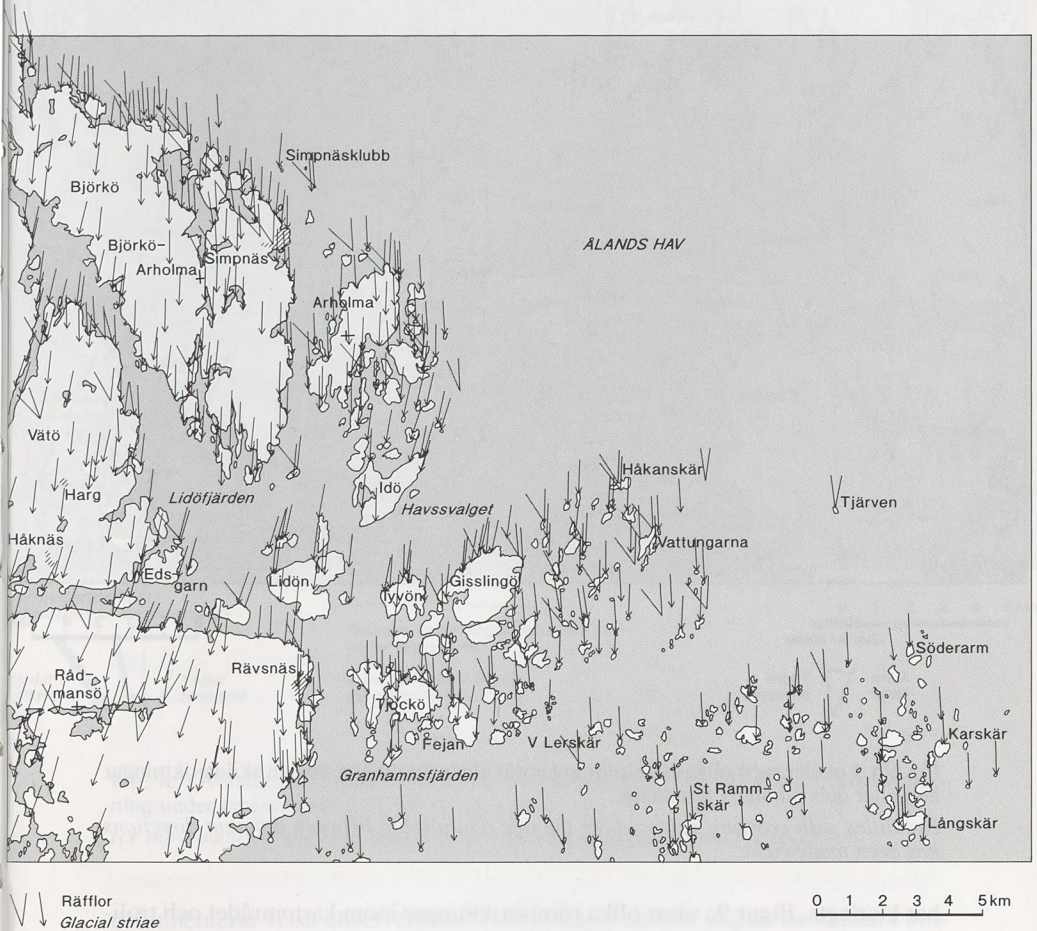 Simpnäsklubb
Björkö
ÅLANDS HAV
Björkö-
Arholma
Simpnäs
Arholma
Vätö
Håkanskär
Idö
Harg
Lidöfjärden
Havssvalget
Tjärven
Håknäs
Vattungarna
Eds-
garn
Lidön
Tyvön
Gisslingö
Söderarm
Rävsnäs
Råd-
mansö
Tjockö
Karskär
Fejan
V Lerskär
Granhamnsfjärden
St Ramm-
skär
Långskär
Räfflor
Glacial striae
0 1 2 3 4 5 km